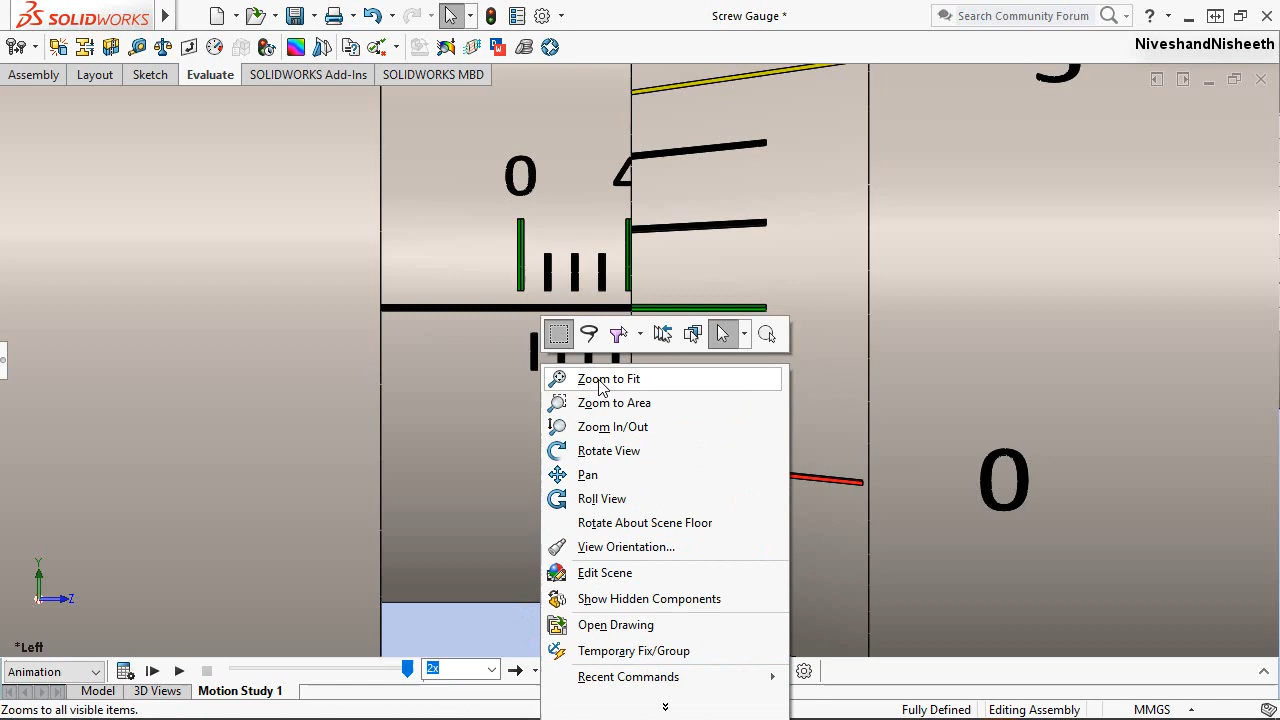 SOLIDWORKS
Screw Gauge *
Search Community Forum
?
NiveshandNisheeth
Assembly
Layout
Sketch
Evaluate
SOLIDWORKS Add-Ins
SOLIDWORKS MBD
0
0
Zoom to Fit
Zoom to Area
Zoom In/Out
Rotate View
Pan
Roll View
Rotate About Scene Floor
View Orientation...
Edit Scene
Show Hidden Components
Open Drawing
Temporary Fix/Group
Recent Commands
Y
Z
*Left
Animation
2x
Model
3D Views
Motion Study 1
Zooms to all visible items.
Fully Defined
Editing Assembly
MMGS